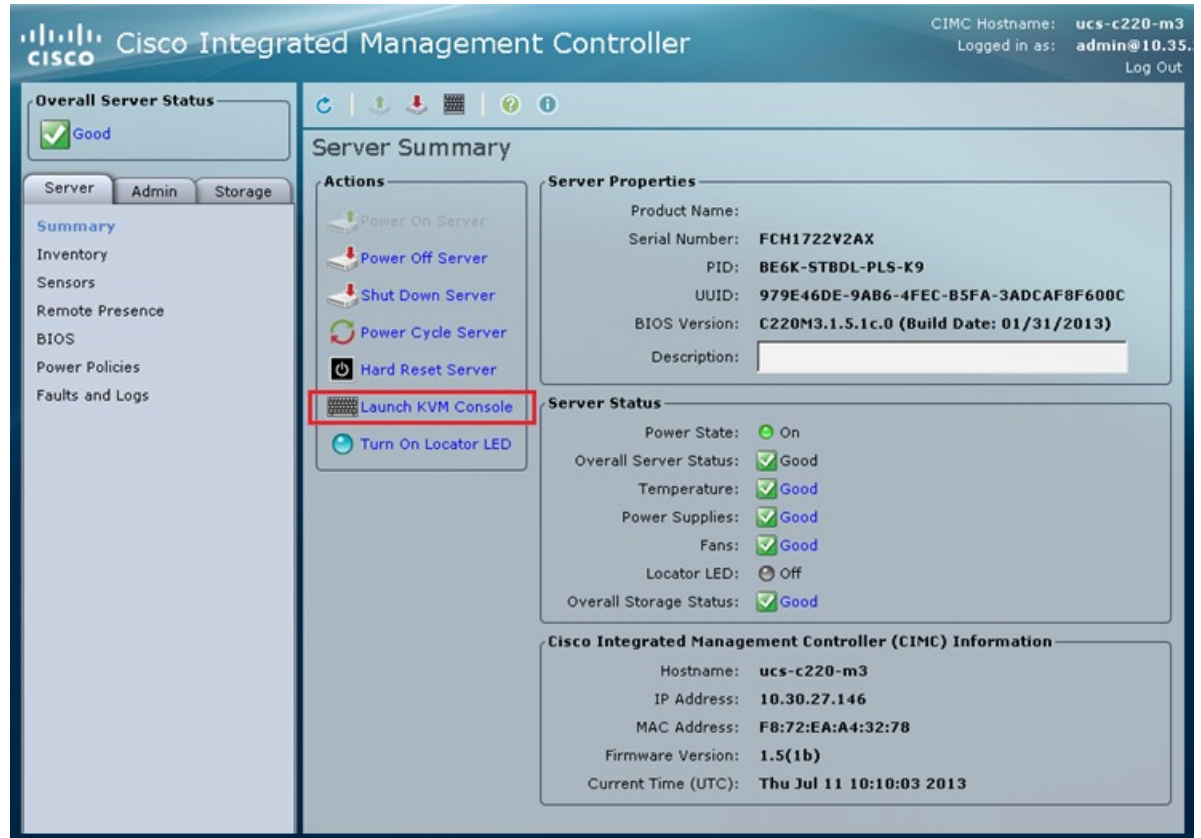 CISCO
Cisco Integrated Management Controller
CIMC Hostname: ucs-c220-m3
Logged in as: admin@10.35..
Log Out
Overall Server Status
Good
Server Admin Storage
Summary
Inventory
Sensors
Remote Presence
BIOS
Power Policies
Faults and Logs
Server Summary
Actions
Power On Server
Power Off Server
Shut Down Server
Power Cycle Server
Hard Reset Server
Launch KVM Console
Turn On Locator LED
Server Properties
Product Name:
Serial Number: FCH1722V2AX
PID: BE6K-STBDL-PLS-K9
UUID: 979E46DE-9AB6-4FEC-B5FA-3ADCAF8F600C
BIOS Version: C220M3.1.5.1c.0 (Build Date: 01/31/2013)
Description:
Server Status
Power State: On
Overall Server Status: Good
Temperature: Good
Power Supplies: Good
Fans: Good
Locator LED: Off
Overall Storage Status: Good
Cisco Integrated Management Controller (CIMC) Information
Hostname: ucs-c220-m3
IP Address: 10.30.27.146
MAC Address: F8:72:EA:A4:32:78
Firmware Version: 1.5(1b)
Current Time (UTC): Thu Jul 11 10:10:03 2013